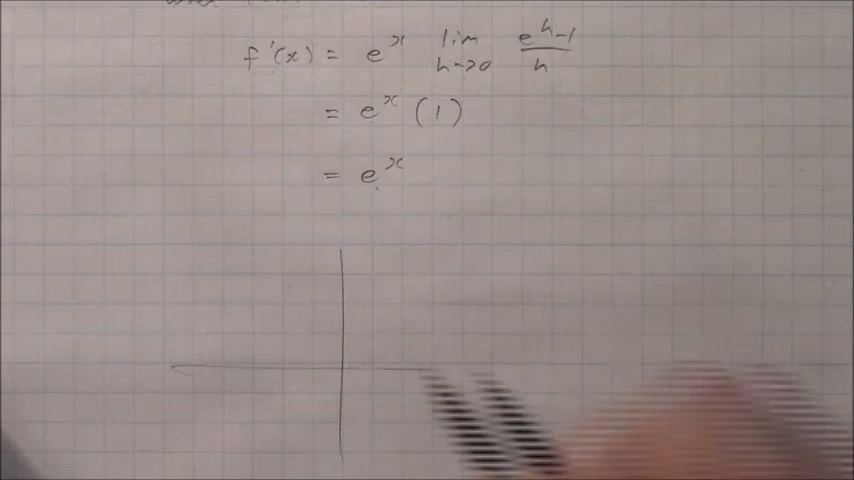 f'(x) = e^x lim h->0 e^h-1/h
= e^x (1)
= e^x